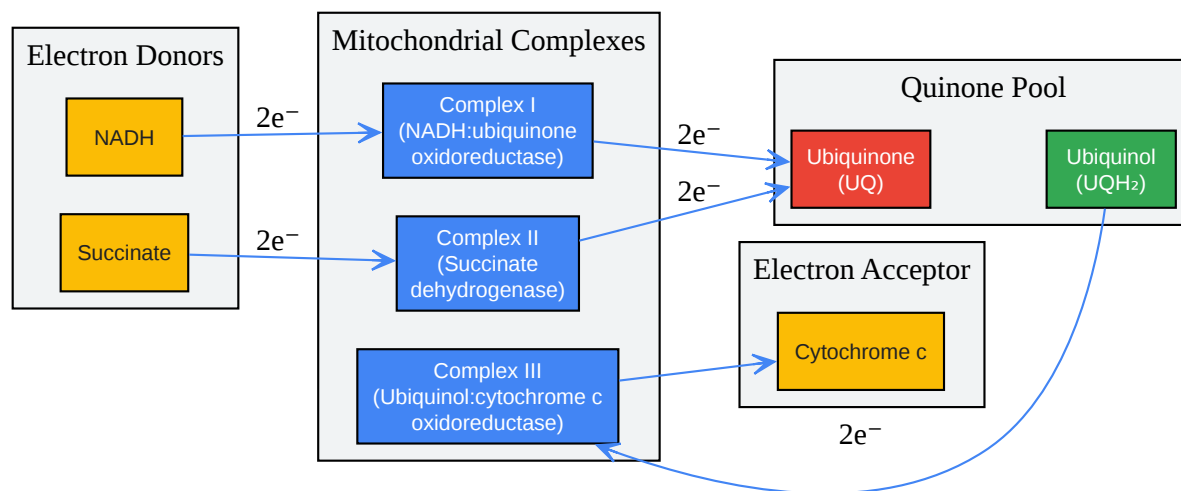 Electron Donors
NADH
Succinate
2e⁻
2e⁻
Mitochondrial Complexes
Complex I
(NADH:ubiquinone
oxidoreductase)
Complex II
(Succinate
dehydrogenase)
Complex III
(Ubiquinol:cytochrome c
oxidoreductase)
2e⁻
2e⁻
Quinone Pool
Ubiquinone
(UQ)
Ubiquinol
(UQH₂)
Electron Acceptor
Cytochrome c
2e⁻